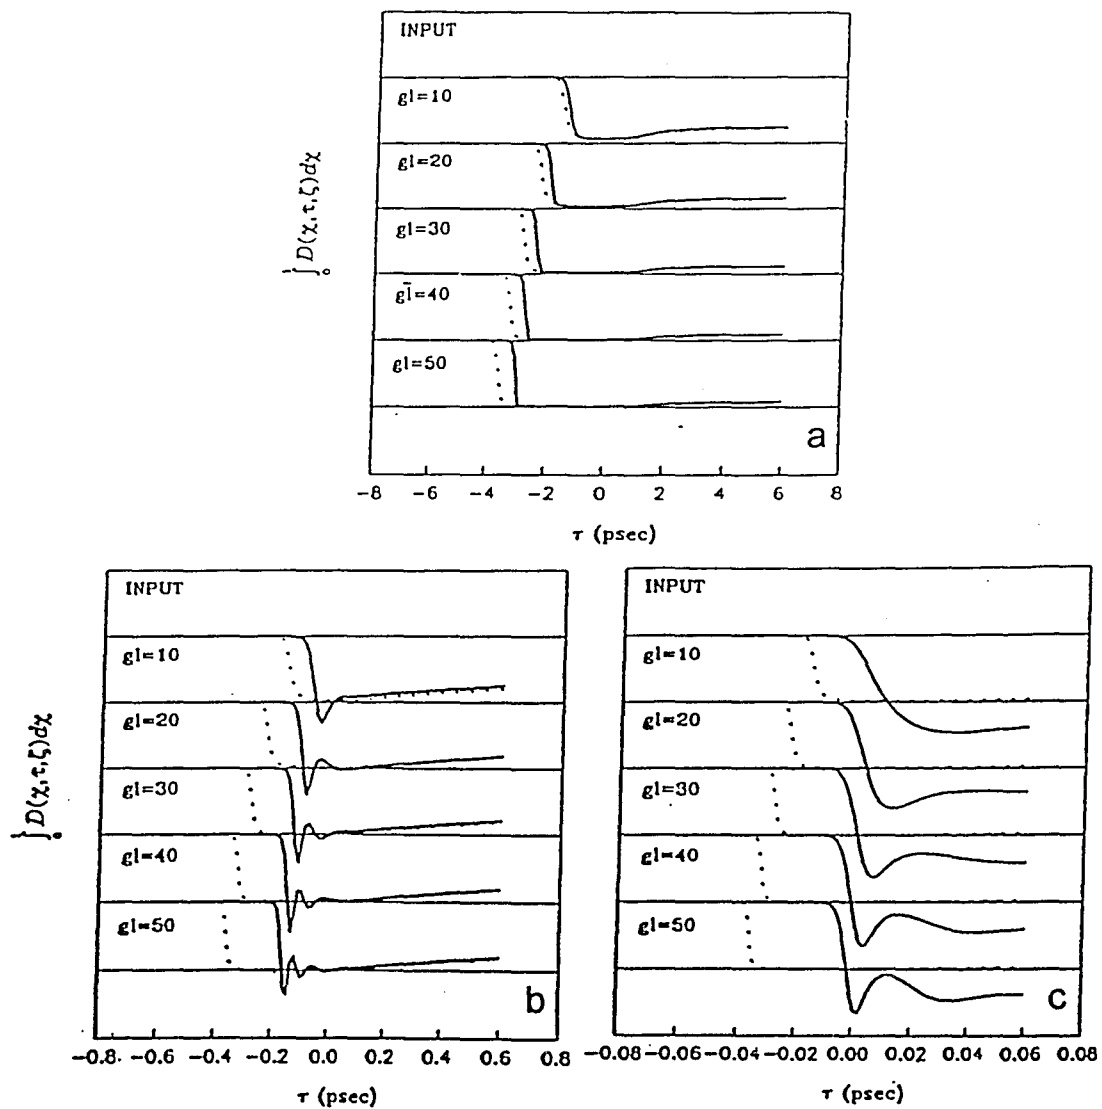 INPUT
gl=10
gl=20
gl=30
gl=40
gl=50
∫₀¹D(χ,τ,ζ)dχ
a
-8 -6 -4 -2 0 2 4 6 8
τ (psec)
INPUT
gl=10
gl=20
gl=30
gl=40
gl=50
∫₀¹D(χ,τ,ζ)dχ
b
-0.8 -0.6 -0.4 -0.2 0.0 0.2 0.4 0.6 0.8
τ (psec)
INPUT
gl=10
gl=20
gl=30
gl=40
gl=50
c
-0.08 -0.06 -0.04 -0.02 0.00 0.02 0.04 0.06 0.08
τ (psec)